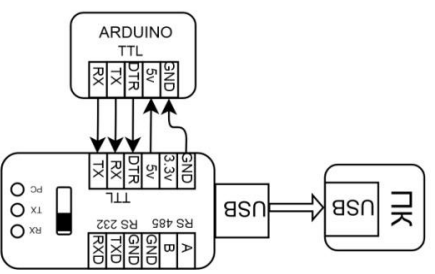 ARDUINO
TTL
RX TX DTR 5v GND
TX RX DTR 5v 3.3V GND
TTL
PC
TX
RX
RS 232 RS 485
RXD TXD GND GND B A
USB
USB
ПК